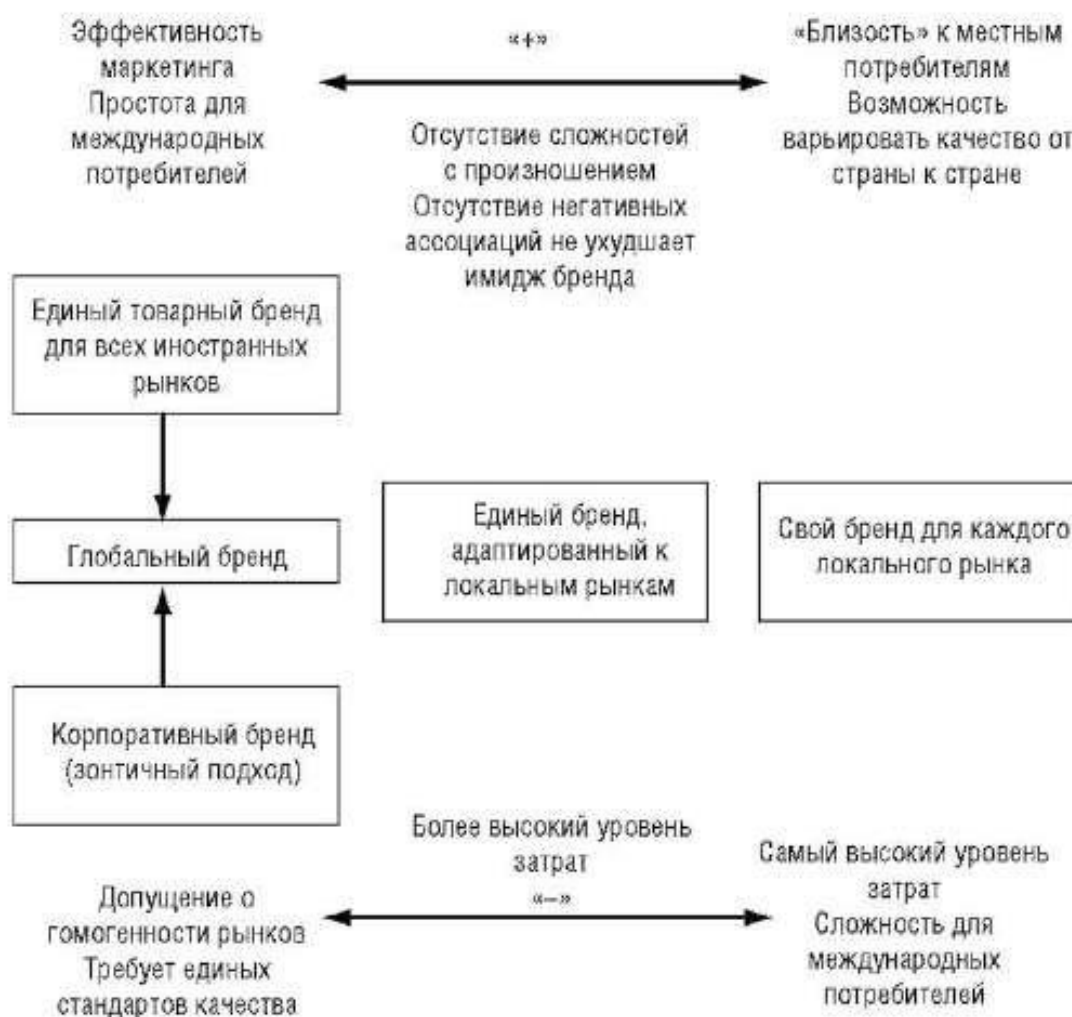 Эффективность
маркетинга
Простота для
международных
потребителей
«+»
Отсутствие сложностей
с произношением
Отсутствие негативных
ассоциаций не ухудшает
имидж бренда
«Близость» к местным
потребителям
Возможность
варьировать качество от
страны к стране
Единый товарный бренд
для всех иностранных
рынков
Глобальный бренд
Корпоративный бренд
(зонтичный подход)
Единый бренд,
адаптированный к
локальным рынкам
Свой бренд для каждого
локального рынка
Допущение о
гомогенности рынков
Требует единых
стандартов качества
Более высокий уровень
затрат
«–»
Самый высокий уровень
затрат
Сложность для
международных
потребителей